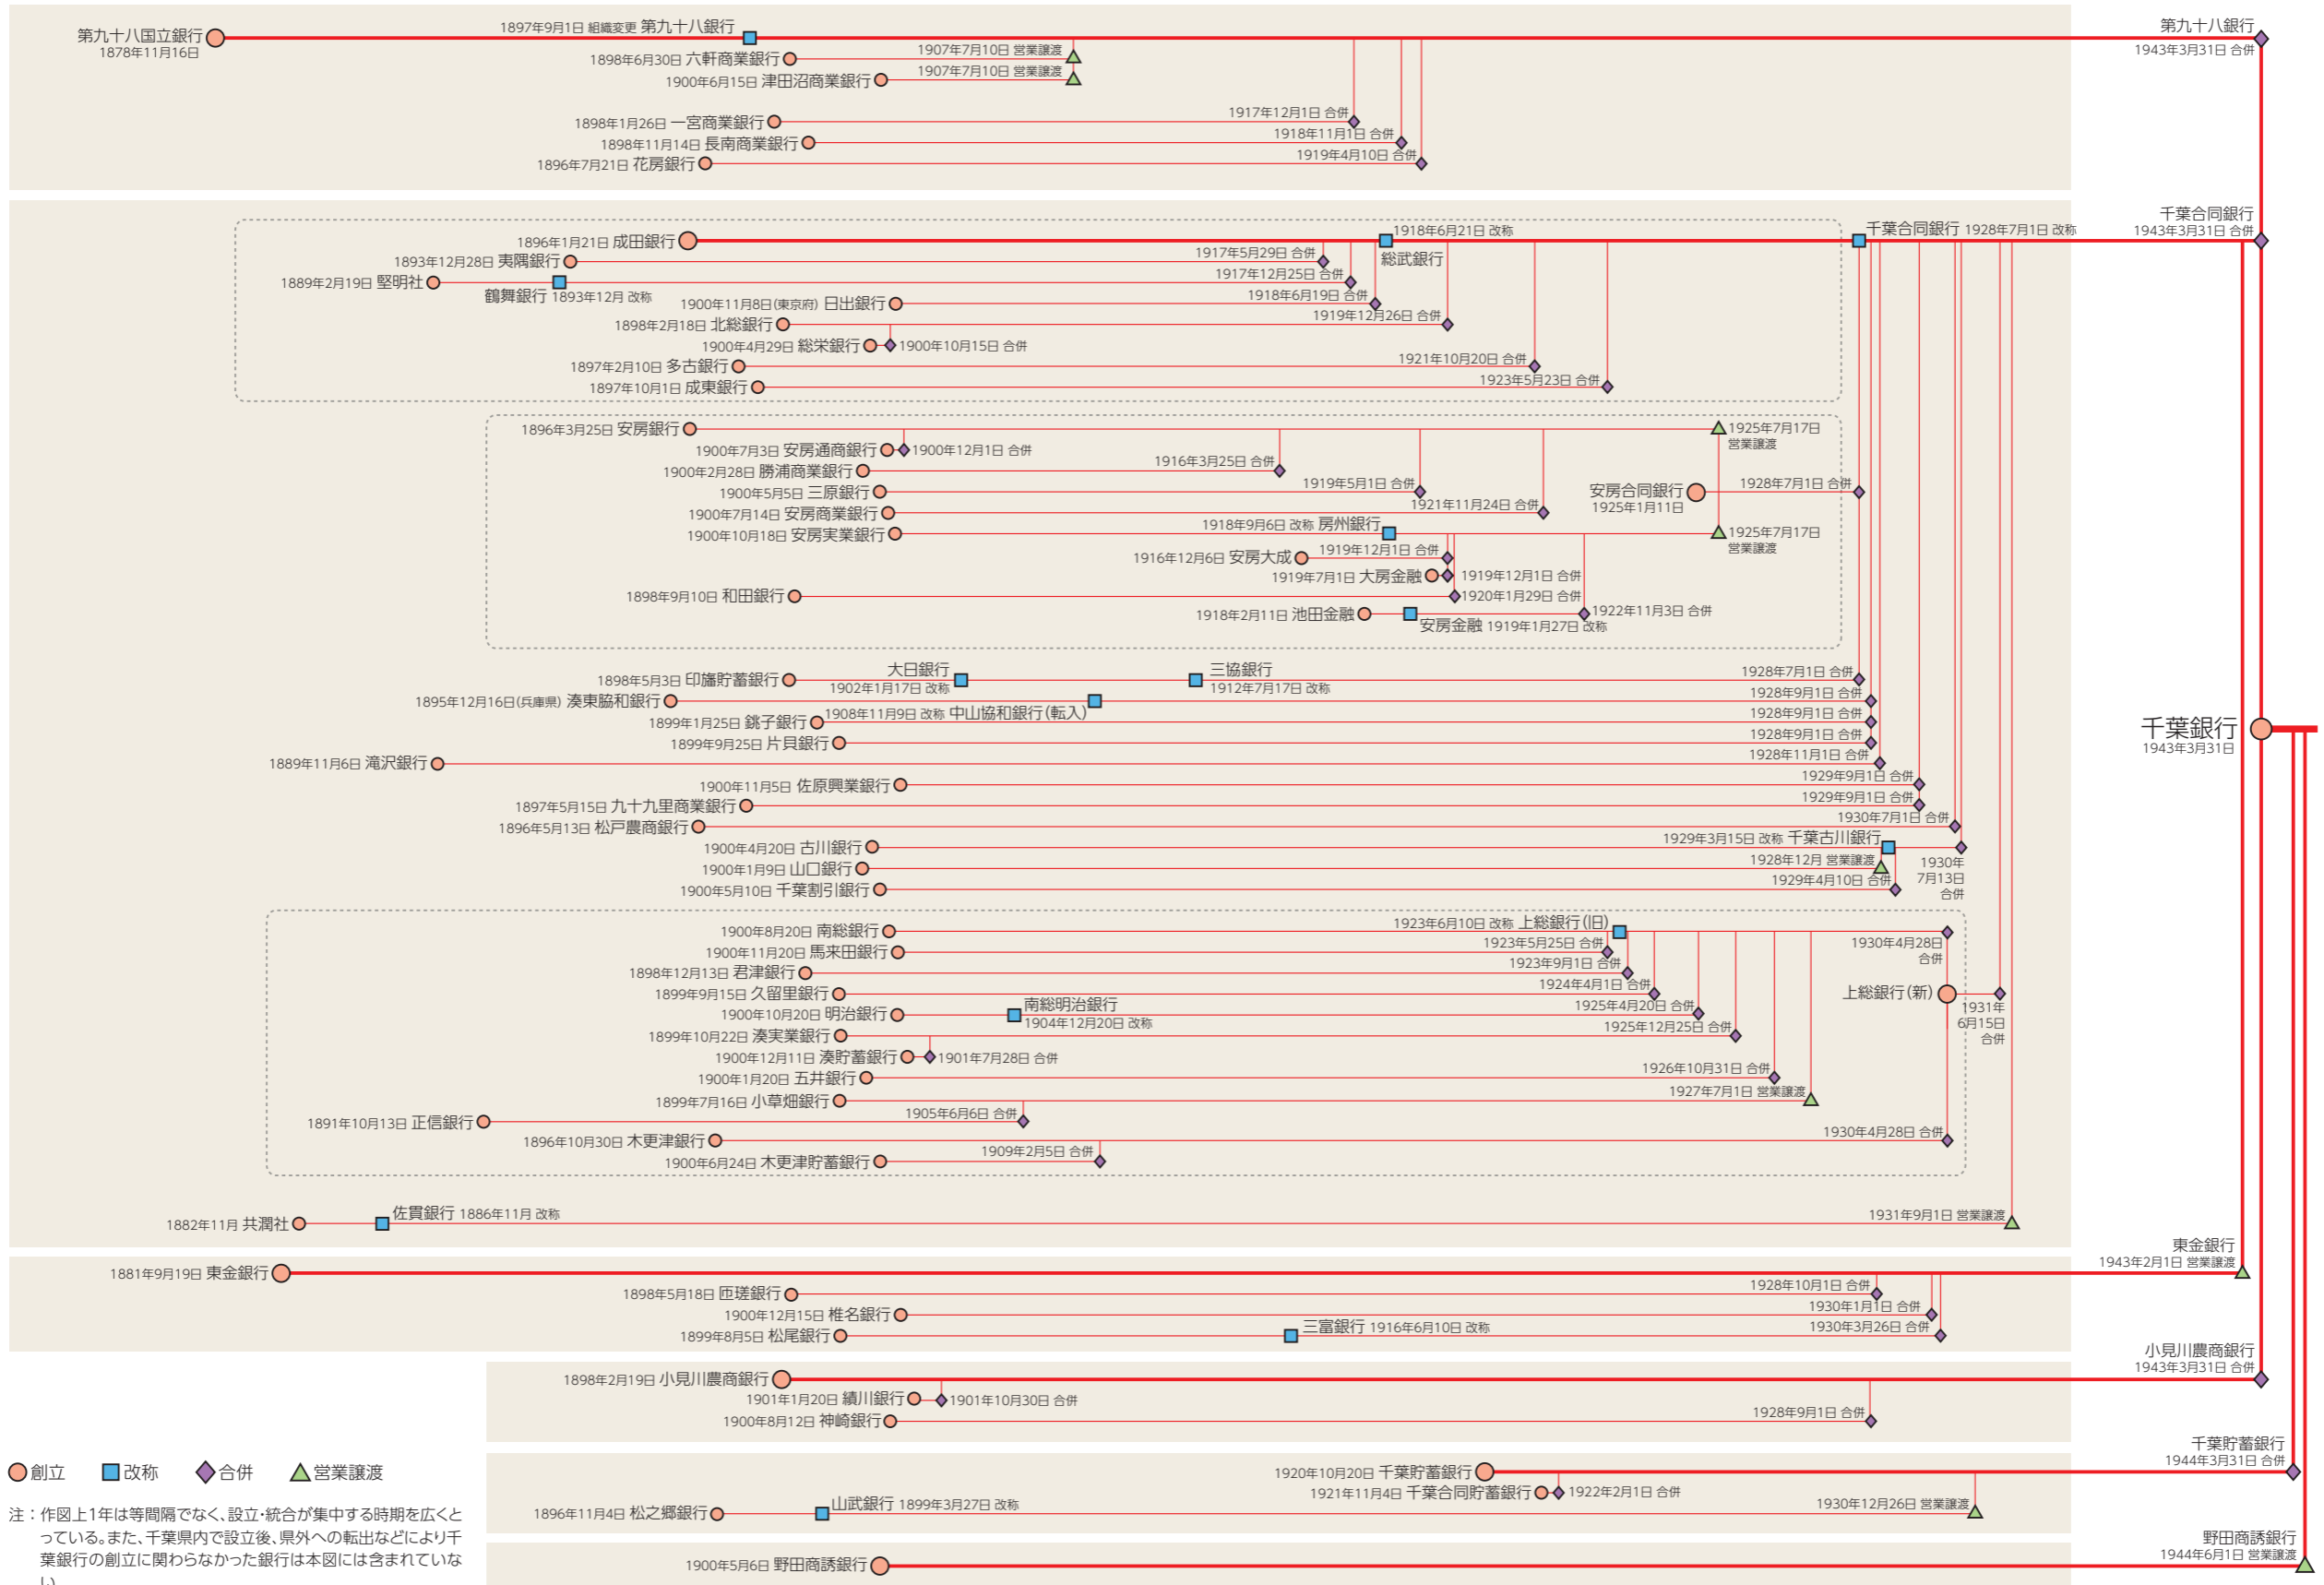 1897年9月1日 組織変更 第九十八銀行
第九十八国立銀行
1878年11月16日
1907年7月10日 営業譲渡
1898年6月30日 六軒商業銀行
1907年7月10日 営業譲渡
1900年6月15日 津田沼商業銀行
1917年12月1日 合併
1898年1月26日 一宮商業銀行
1918年11月1日 合併
1898年11月14日 長南商業銀行
1919年4月10日 合併
1896年7月21日 花房銀行
第九十八銀行
1943年3月31日 合併
千葉合同銀行
1943年3月31日 合併
千葉合同銀行 1928年7月1日 改称
1918年6月21日 改称
総武銀行
1896年1月21日 成田銀行
1917年5月29日 合併
1893年12月28日 夷隅銀行
1917年12月25日 合併
1889年2月19日 堅明社
鶴舞銀行 1893年12月 改称
1918年6月19日 合併
1900年11月8日(東京府) 日出銀行
1919年12月26日 合併
1898年2月18日 北総銀行
1900年4月29日 総栄銀行
1900年10月15日 合併
1921年10月20日 合併
1897年2月10日 多古銀行
1923年5月23日 合併
1897年10月1日 成東銀行
1896年3月25日 安房銀行
1925年7月17日
営業譲渡
1900年7月3日 安房通商銀行
1900年12月1日 合併
1916年3月25日 合併
1900年2月28日 勝浦商業銀行
1919年5月1日 合併
1900年5月5日 三原銀行
安房合同銀行
1925年1月11日
1928年7月1日 合併
1921年11月24日 合併
1900年7月14日 安房商業銀行
1918年9月6日 改称 房州銀行
1900年10月18日 安房実業銀行
1925年7月17日
営業譲渡
1919年12月1日 合併
1916年12月6日 安房大成
1919年7月1日 大房金融
1919年12月1日 合併
1898年9月10日 和田銀行
1920年1月29日 合併
1918年2月11日 池田金融
1922年11月3日 合併
安房金融 1919年1月27日 改称
大日銀行
1902年1月17日 改称
三協銀行
1912年7月17日 改称
1928年7月1日 合併
1898年5月3日 印旛貯蓄銀行
1928年9月1日 合併
1895年12月16日(兵庫県) 湊東脇和銀行
1908年11月9日 改称 中山協和銀行(転入)
1928年9月1日 合併
1899年1月25日 銚子銀行
1928年9月1日 合併
1899年9月25日 片貝銀行
1928年11月1日 合併
1889年11月6日 滝沢銀行
1929年9月1日 合併
1900年11月5日 佐原興業銀行
1929年9月1日 合併
1897年5月15日 九十九里商業銀行
1930年7月1日 合併
1896年5月13日 松戸農商銀行
1929年3月15日 改称 千葉古川銀行
1900年4月20日 古川銀行
1928年12月 営業譲渡
1900年1月9日 山口銀行
1930年
7月13日
合併
1929年4月10日 合併
1900年5月10日 千葉割引銀行
千葉銀行
1943年3月31日
1923年6月10日 改称 上総銀行(旧)
1900年8月20日 南総銀行
1930年4月28日
合併
1923年5月25日 合併
1900年11月20日 馬来田銀行
1923年9月1日 合併
1898年12月13日 君津銀行
1924年4月1日 合併
1899年9月15日 久留里銀行
上総銀行(新)
1931年
6月15日
合併
南総明治銀行
1904年12月20日 改称
1925年4月20日 合併
1900年10月20日 明治銀行
1925年12月25日 合併
1899年10月22日 湊実業銀行
1900年12月11日 湊貯蓄銀行
1901年7月28日 合併
1926年10月31日 合併
1900年1月20日 五井銀行
1927年7月1日 営業譲渡
1899年7月16日 小草畑銀行
1905年6月6日 合併
1891年10月13日 正信銀行
1930年4月28日 合併
1896年10月30日 木更津銀行
1909年2月5日 合併
1900年6月24日 木更津貯蓄銀行
佐貫銀行 1886年11月 改称
1882年11月 共潤社
1931年9月1日 営業譲渡
東金銀行
1943年2月1日 営業譲渡
1881年9月19日 東金銀行
1928年10月1日 合併
1898年5月18日 匝瑳銀行
1930年1月1日 合併
1900年12月15日 椎名銀行
三富銀行 1916年6月10日 改称
1930年3月26日 合併
1899年8月5日 松尾銀行
小見川農商銀行
1943年3月31日 合併
1898年2月19日 小見川農商銀行
1901年1月20日 績川銀行
1901年10月30日 合併
1928年9月1日 合併
1900年8月12日 神崎銀行
千葉貯蓄銀行
1944年3月31日 合併
1920年10月20日 千葉貯蓄銀行
1921年11月4日 千葉合同貯蓄銀行
1922年2月1日 合併
山武銀行 1899年3月27日 改称
1930年12月26日 営業譲渡
1896年11月4日 松之郷銀行
野田商誘銀行
1944年6月1日 営業譲渡
1900年5月6日 野田商誘銀行
創立 改称 合併 営業譲渡
注：作図上1年は等間隔でなく、設立・統合が集中する時期を広くと
っている。また、千葉県内で設立後、県外への転出などにより千
葉銀行の創立に関わらなかった銀行は本図には含まれていな
い